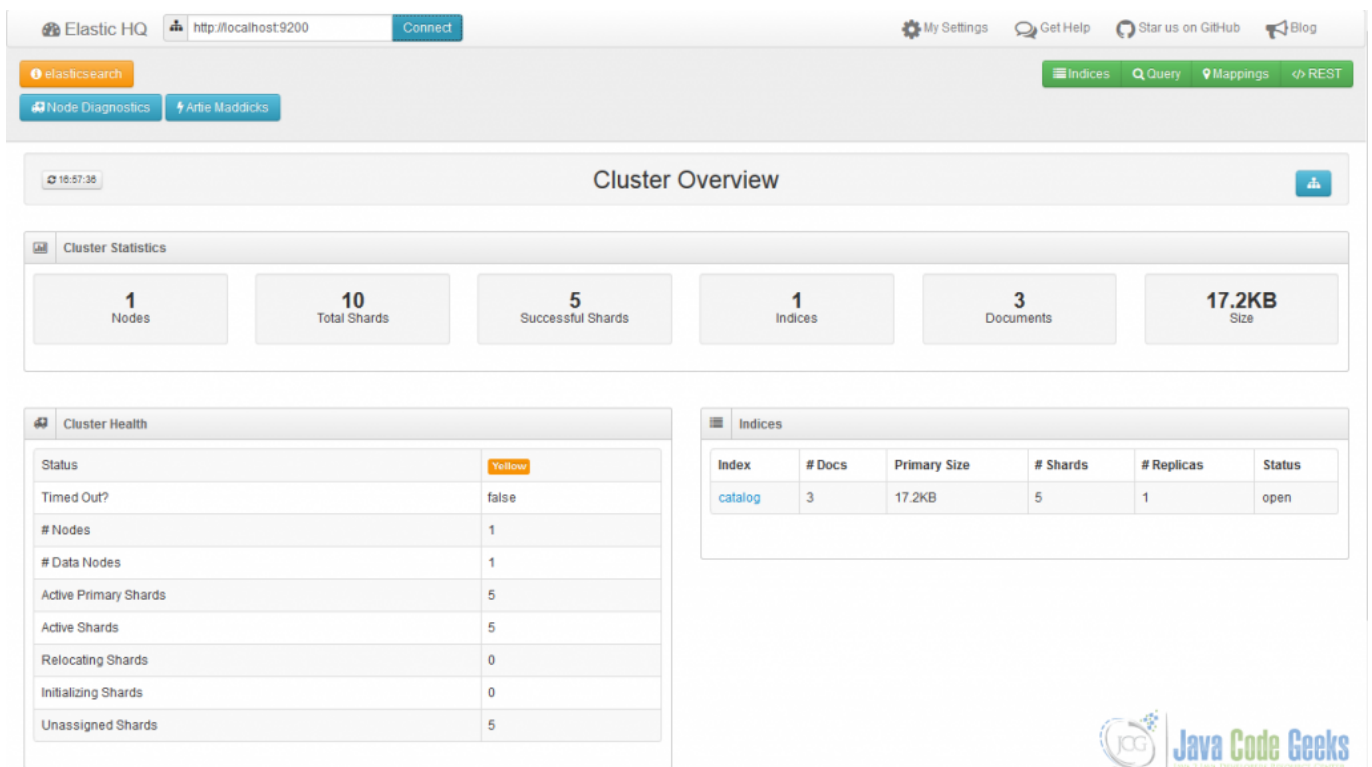 Elastic HQ http://localhost:9200 Connect My Settings Get Help Star us on GitHub Blog
elasticsearch Indices Query Mappings </> REST
Node Diagnostics Artie Maddicks
16:57:36 Cluster Overview
Cluster Statistics
1 10 5 1 3 17.2KB
Nodes Total Shards Successful Shards Indices Documents Size
Cluster Health Indices
Status Yellow
Timed Out? false
# Nodes 1
# Data Nodes 1
Active Primary Shards 5
Active Shards 5
Relocating Shards 0
Initializing Shards 0
Unassigned Shards 5
Index # Docs Primary Size # Shards # Replicas Status
catalog 3 17.2KB 5 1 open
JCG Java Code Geeks